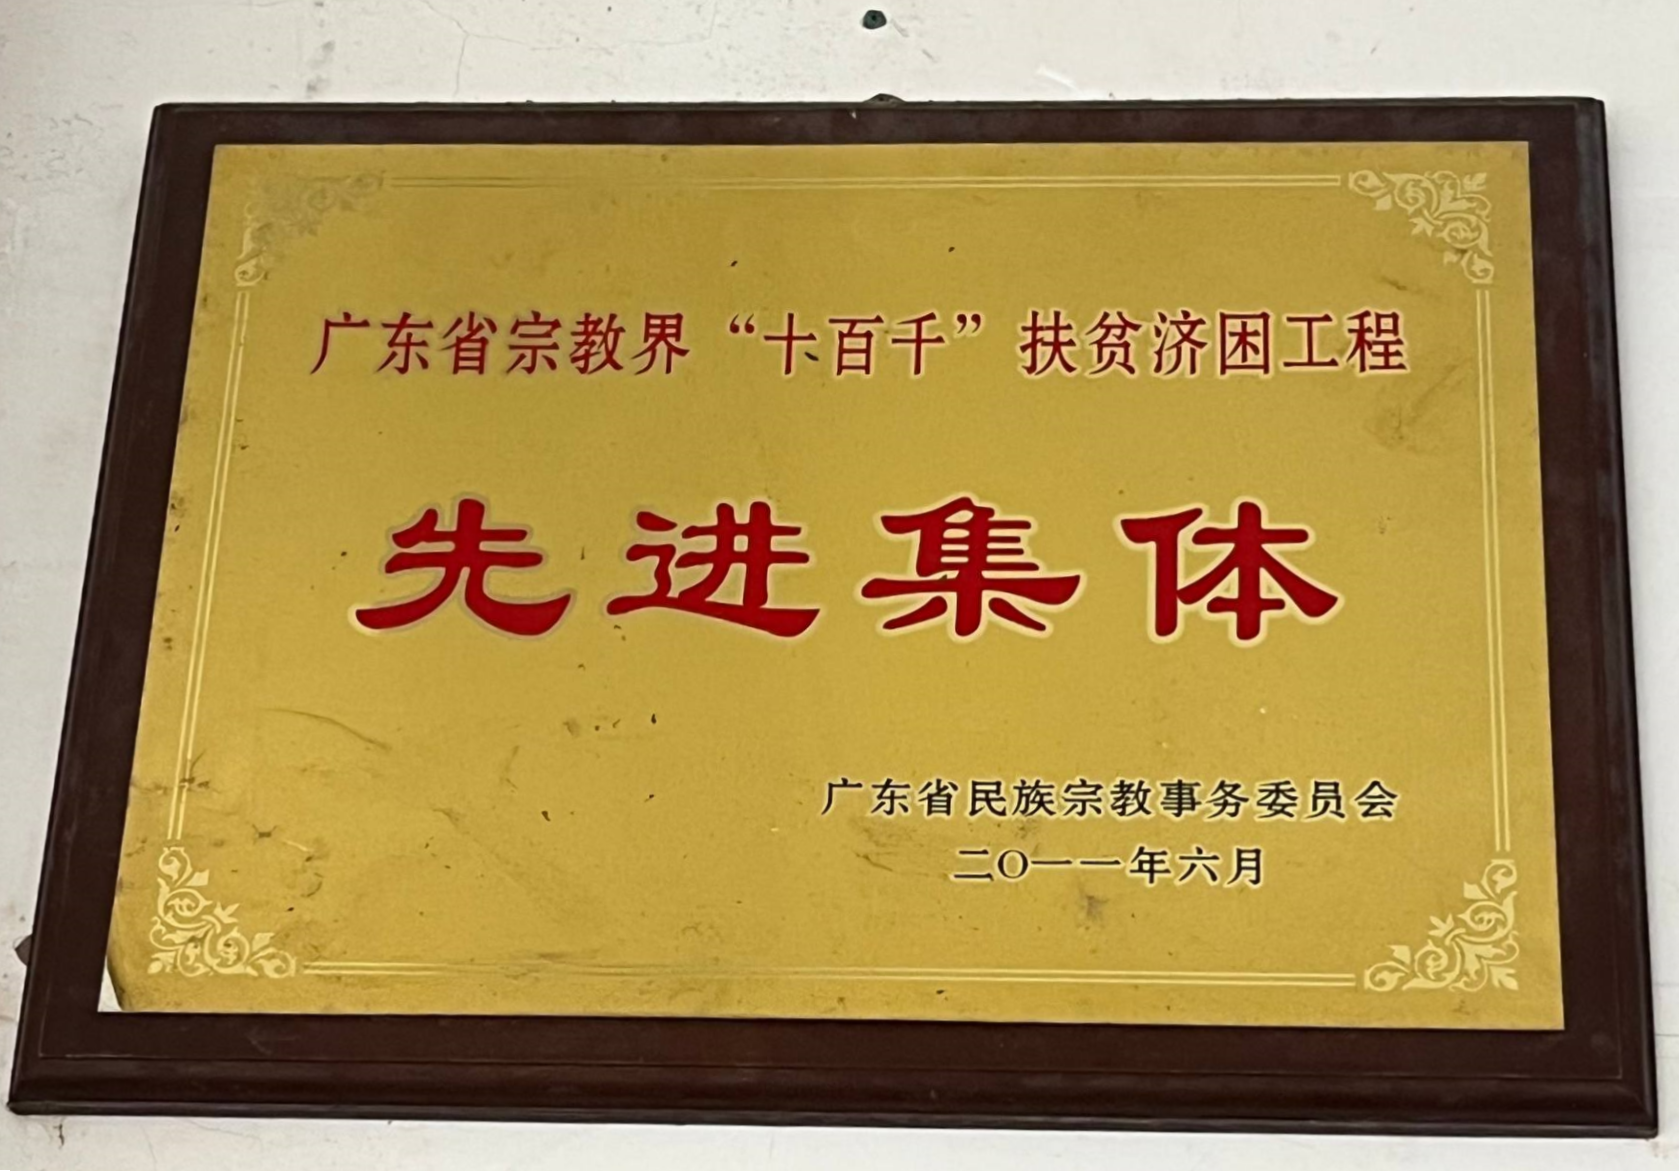 广东省宗教界“十百千”扶贫济困工程
先进集体
广东省民族宗教事务委员会
二〇一一年六月